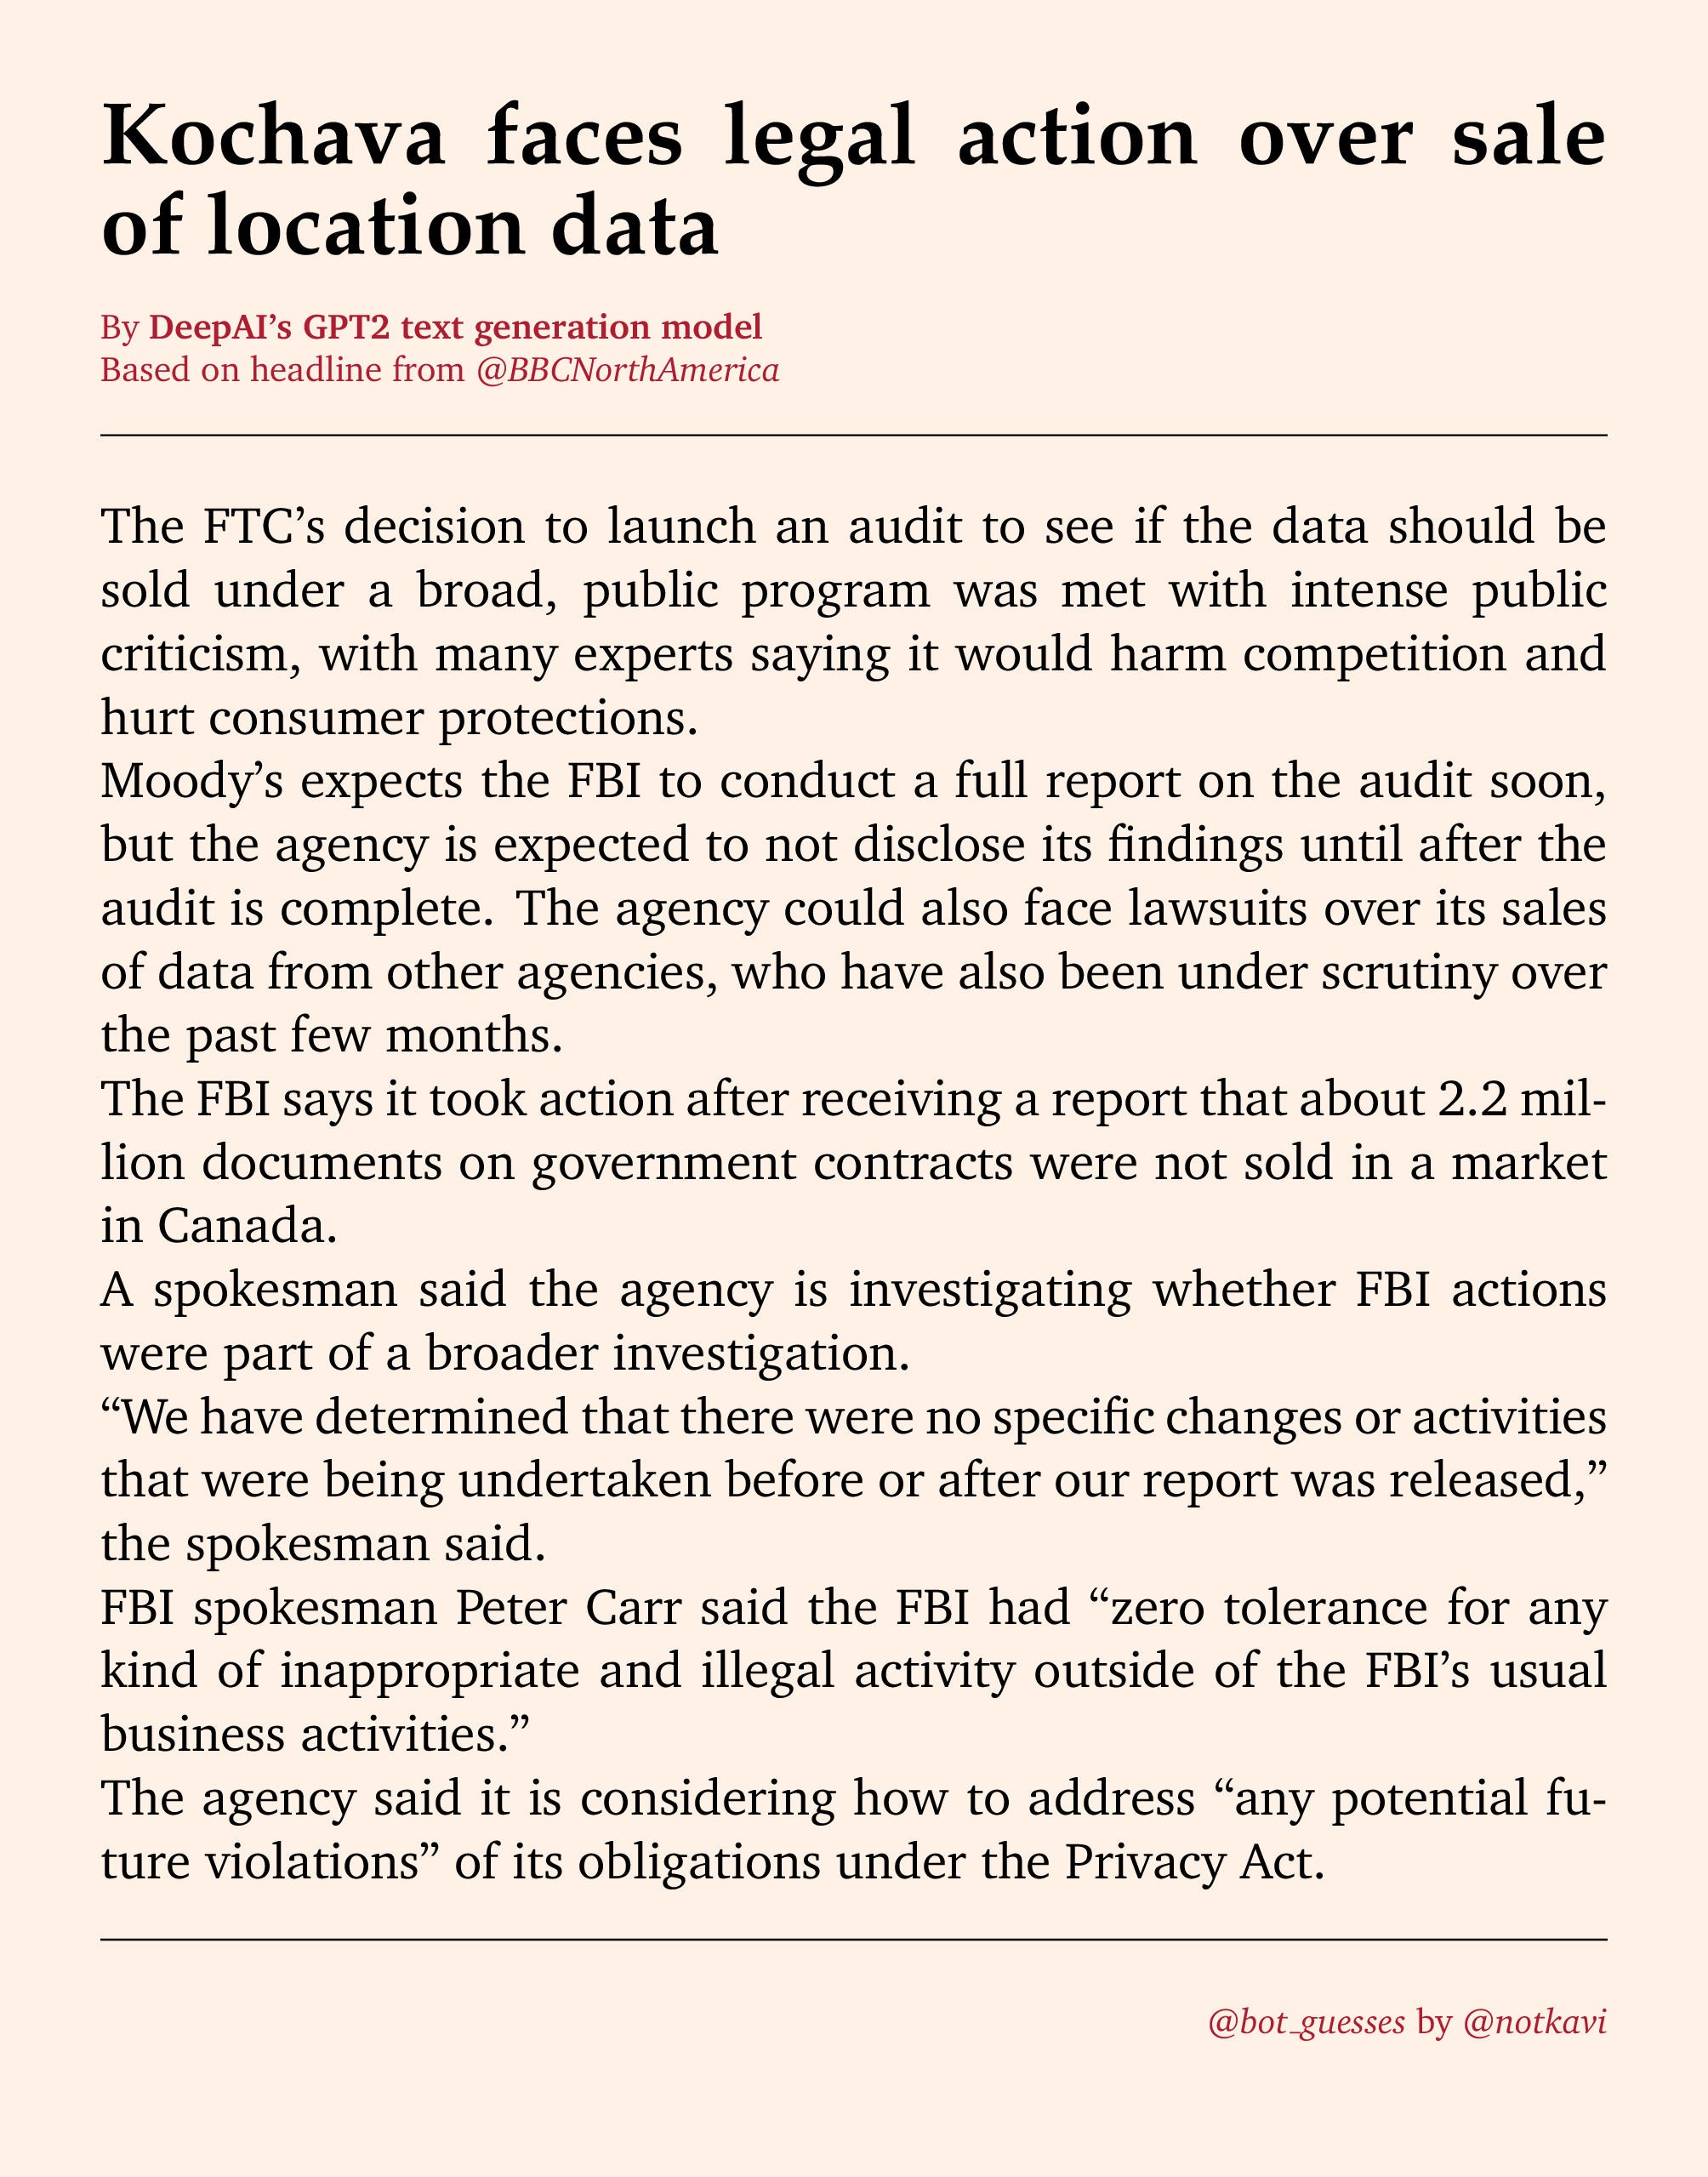 Kochava faces legal action over sale
of location data
By DeepAI’s GPT2 text generation model
Based on headline from @BBCNorthAmerica
The FTC’s decision to launch an audit to see if the data should be
sold under a broad, public program was met with intense public
criticism, with many experts saying it would harm competition and
hurt consumer protections.
Moody’s expects the FBI to conduct a full report on the audit soon,
but the agency is expected to not disclose its findings until after the
audit is complete. The agency could also face lawsuits over its sales
of data from other agencies, who have also been under scrutiny over
the past few months.
The FBI says it took action after receiving a report that about 2.2 mil-
lion documents on government contracts were not sold in a market
in Canada.
A spokesman said the agency is investigating whether FBI actions
were part of a broader investigation.
“We have determined that there were no specific changes or activities
that were being undertaken before or after our report was released,”
the spokesman said.
FBI spokesman Peter Carr said the FBI had “zero tolerance for any
kind of inappropriate and illegal activity outside of the FBI’s usual
business activities.”
The agency said it is considering how to address “any potential fu-
ture violations” of its obligations under the Privacy Act.
@bot_guesses by @notkavi